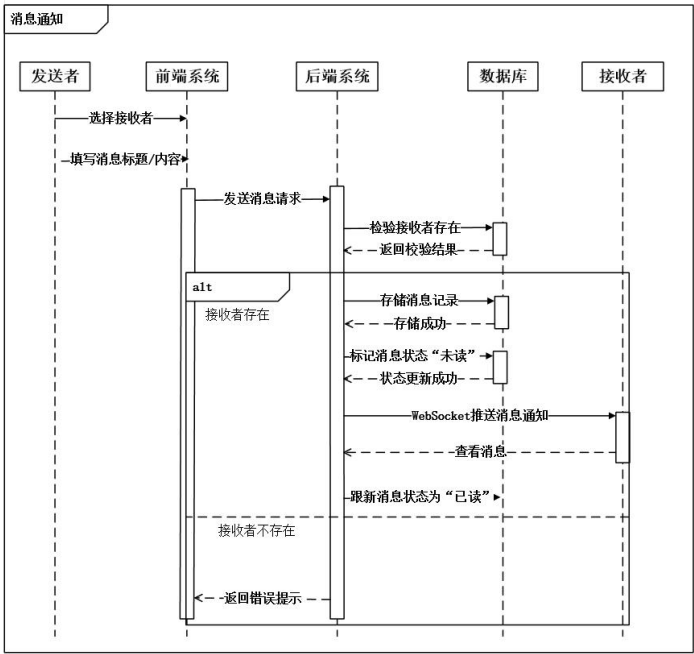 消息通知
发送者
前端系统
后端系统
数据库
接收者
选择接收者
填写消息标题/内容
发送消息请求
检验接收者存在
返回校验结果
alt
接收者存在
存储消息记录
存储成功
标记消息状态“未读”
状态更新成功
WebSocket推送消息通知
查看消息
跟新消息状态为“已读”
接收者不存在
返回错误提示